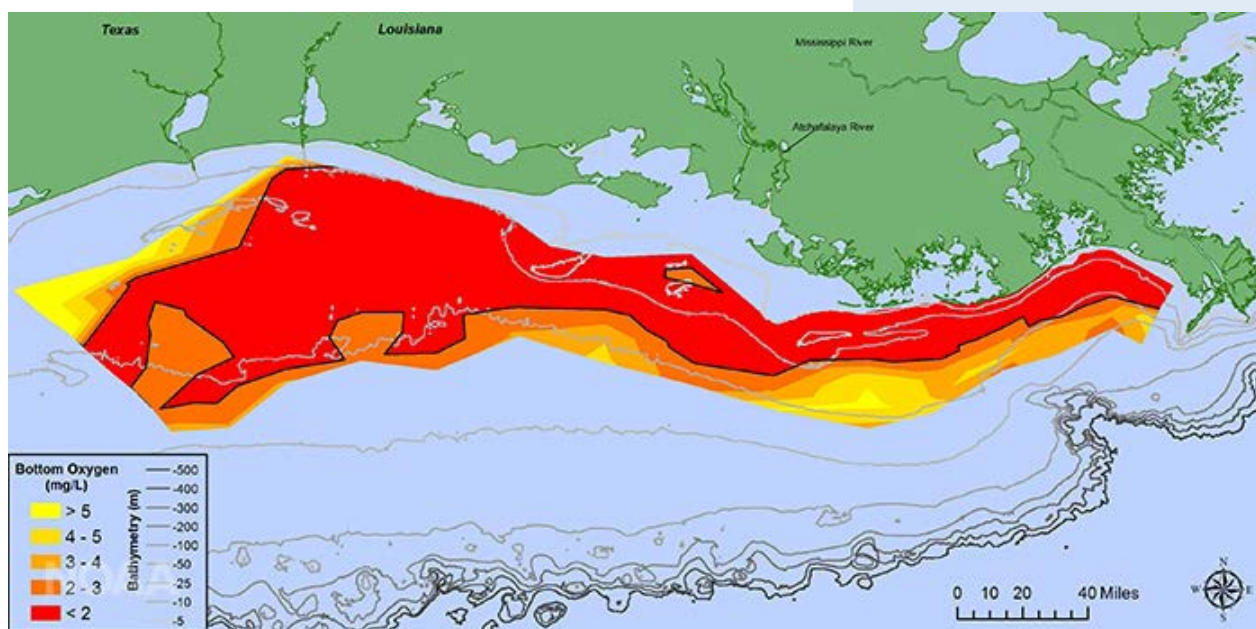 Texas
Louisiana
Mississippi River
Atchafalaya River
Bottom Oxygen
(mg/L)
> 5
4 - 5
3 - 4
2 - 3
< 2
NOAA
Bathymetry (m)
-500
-400
-300
-200
-100
-50
-25
-10
-5
0 10 20 40 Miles
N
W
E
S